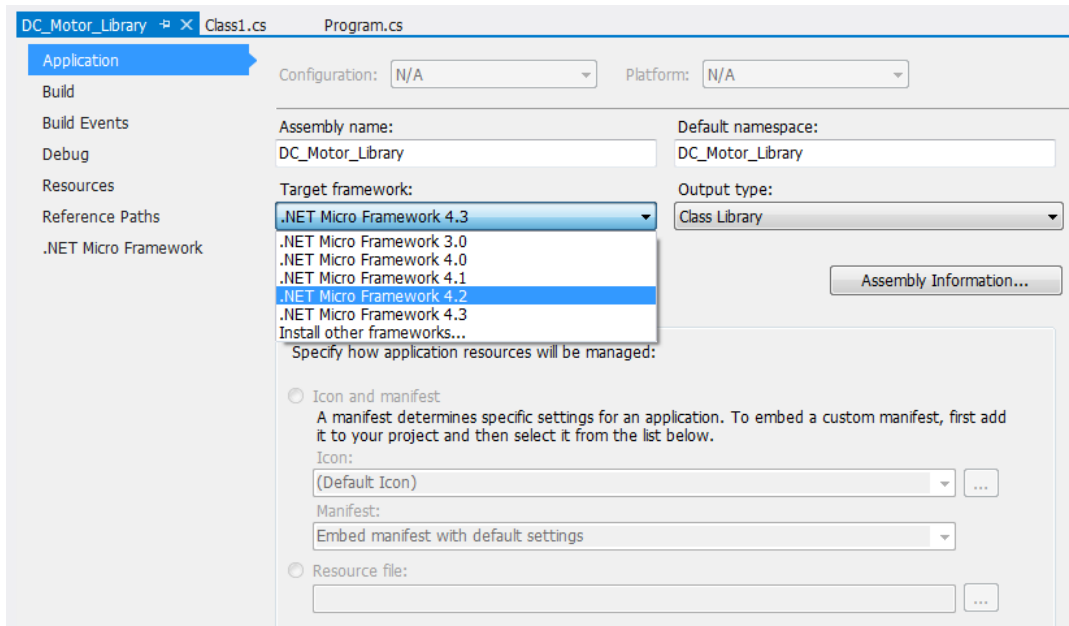 DC_Motor_Library Class1.cs Program.cs
Application
Build
Build Events
Debug
Resources
Reference Paths
.NET Micro Framework
Configuration: N/A Platform: N/A
Assembly name: Default namespace:
DC_Motor_Library DC_Motor_Library
Target framework: Output type:
.NET Micro Framework 4.3 Class Library
.NET Micro Framework 3.0
.NET Micro Framework 4.0
.NET Micro Framework 4.1
.NET Micro Framework 4.2
.NET Micro Framework 4.3
Install other frameworks...
Assembly Information...
Specify how application resources will be managed:
Icon and manifest
A manifest determines specific settings for an application. To embed a custom manifest, first add
it to your project and then select it from the list below.
Icon:
(Default Icon) ...
Manifest:
Embed manifest with default settings
Resource file:
...